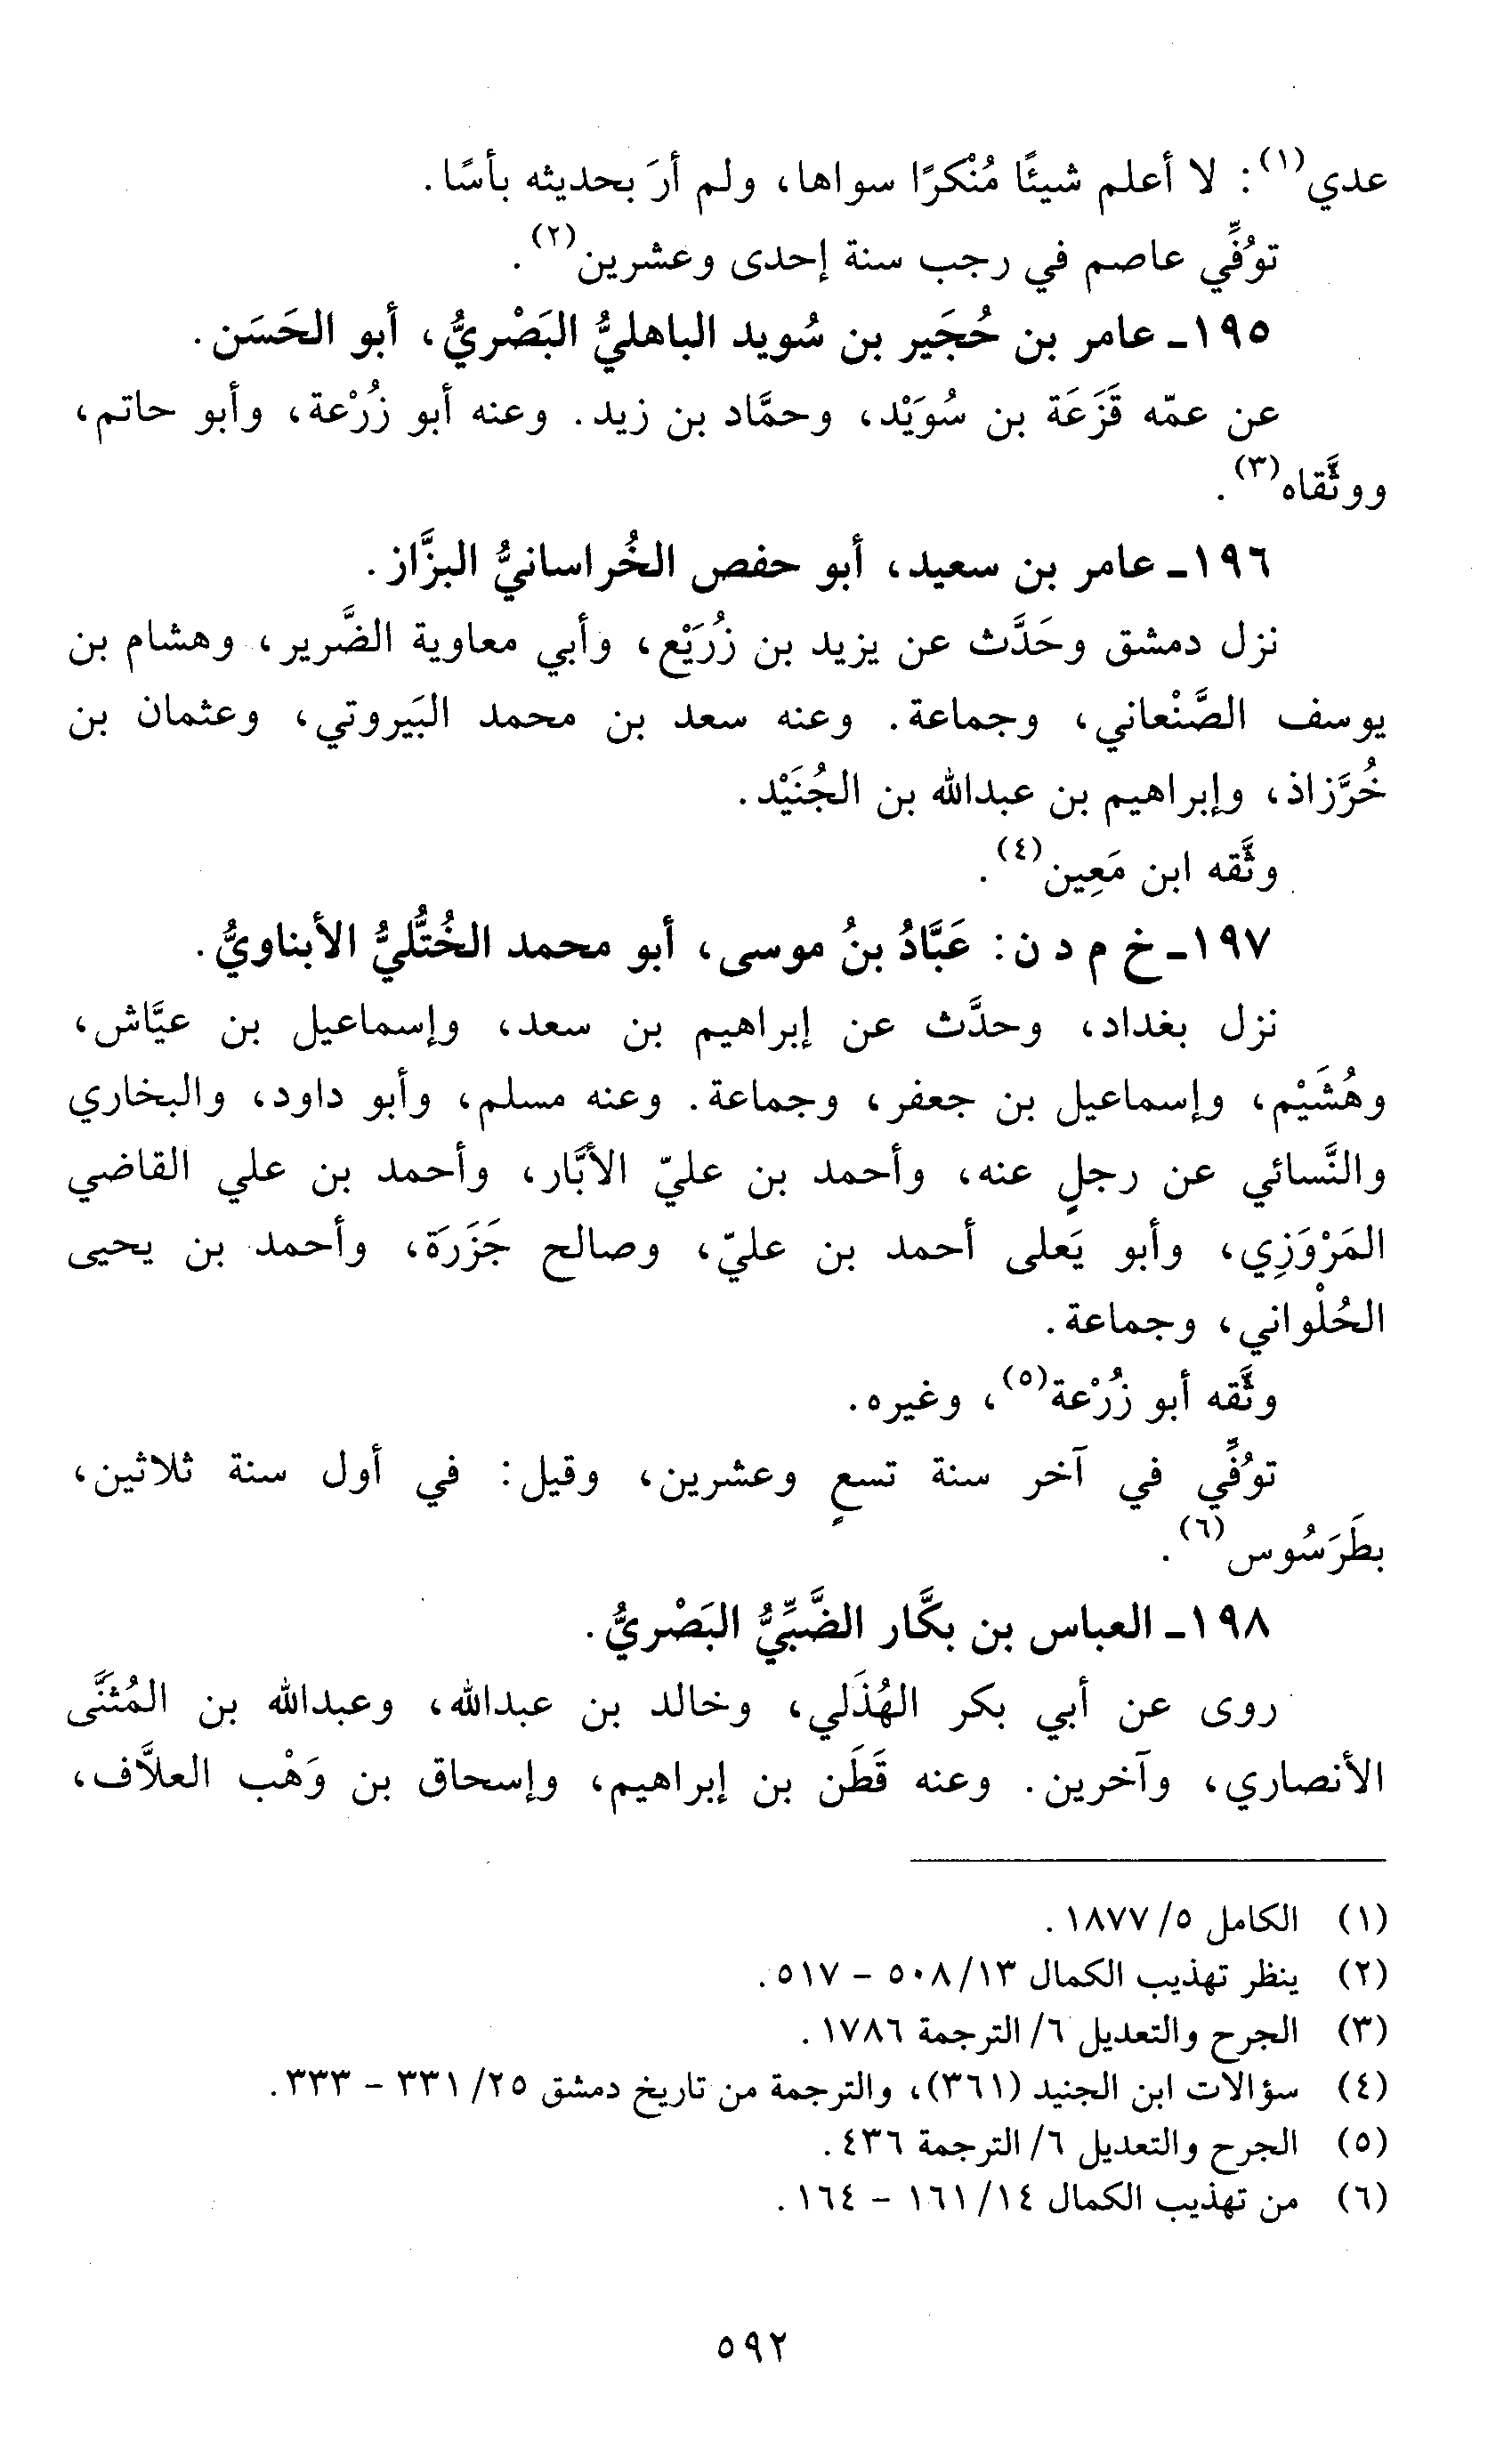 عدي(١): لا أعلم شيئًا مُنْكرًا سواها، ولم أرَ بحديثه بأسًا.
توُفِّي عاصم في رجب سنة إحدى وعشرين(٢).
١٩٥- عامر بن حُجَير بن سُويد الباهليُّ البَصْريُّ، أبو الحَسَن.
عن عمّه قَزَعَة بن سُوَيْد، وحمَّاد بن زيد. وعنه أبو زُرْعة، وأبو حاتم،
ووثَّقاه(٣).
١٩٦- عامر بن سعيد، أبو حفص الخُراسانيُّ البزَّاز.
نزل دمشق وحَدَّث عن يزيد بن زُرَيْع، وأبي معاوية الضَّرير، وهشام بن
يوسف الصَّنْعاني، وجماعة. وعنه سعد بن محمد البَيروتي، وعثمان بن
خُرَّزاذ، وإبراهيم بن عبدالله بن الجُنَيْد.
وثَّقه ابن مَعِين(٤).
١٩٧- خ م د ن: عَبَّادُ بنُ موسى، أبو محمد الخُتُّليُّ الأبناويُّ.
نزل بغداد، وحدَّث عن إبراهيم بن سعد، وإسماعيل بن عيَّاش،
وهُشَيْم، وإسماعيل بن جعفر، وجماعة. وعنه مسلم، وأبو داود، والبخاري
والنَّسائي عن رجلٍ عنه، وأحمد بن عليّ الأبَّار، وأحمد بن علي القاضي
المَرْوَزِي، وأبو يَعلى أحمد بن عليّ، وصالح جَزَرَة، وأحمد بن يحيى
الحُلْواني، وجماعة.
وثَّقه أبو زُرْعة(٥)، وغيره.
توُفِّي في آخر سنة تسعٍ وعشرين، وقيل: في أول سنة ثلاثين،
بطَرَسُوس(٦).
١٩٨- العباس بن بكَّار الضَّبِّيُّ البَصْريُّ.
روى عن أبي بكر الهُذَلي، وخالد بن عبدالله، وعبدالله بن المُثنَّى
الأنصاري، وآخرين. وعنه قَطَن بن إبراهيم، وإسحاق بن وَهْب العلاَّف،
(١) الكامل ٥/ ١٨٧٧.
(٢) ينظر تهذيب الكمال ١٣/ ٥٠٨ - ٥١٧.
(٣) الجرح والتعديل ٦/ الترجمة ١٧٨٦.
(٤) سؤالات ابن الجنيد (٣٦١)، والترجمة من تاريخ دمشق ٢٥/ ٣٣١ - ٣٣٣.
(٥) الجرح والتعديل ٦/ الترجمة ٤٣٦.
(٦) من تهذيب الكمال ١٤/ ١٦١ - ١٦٤.
٥٩٢